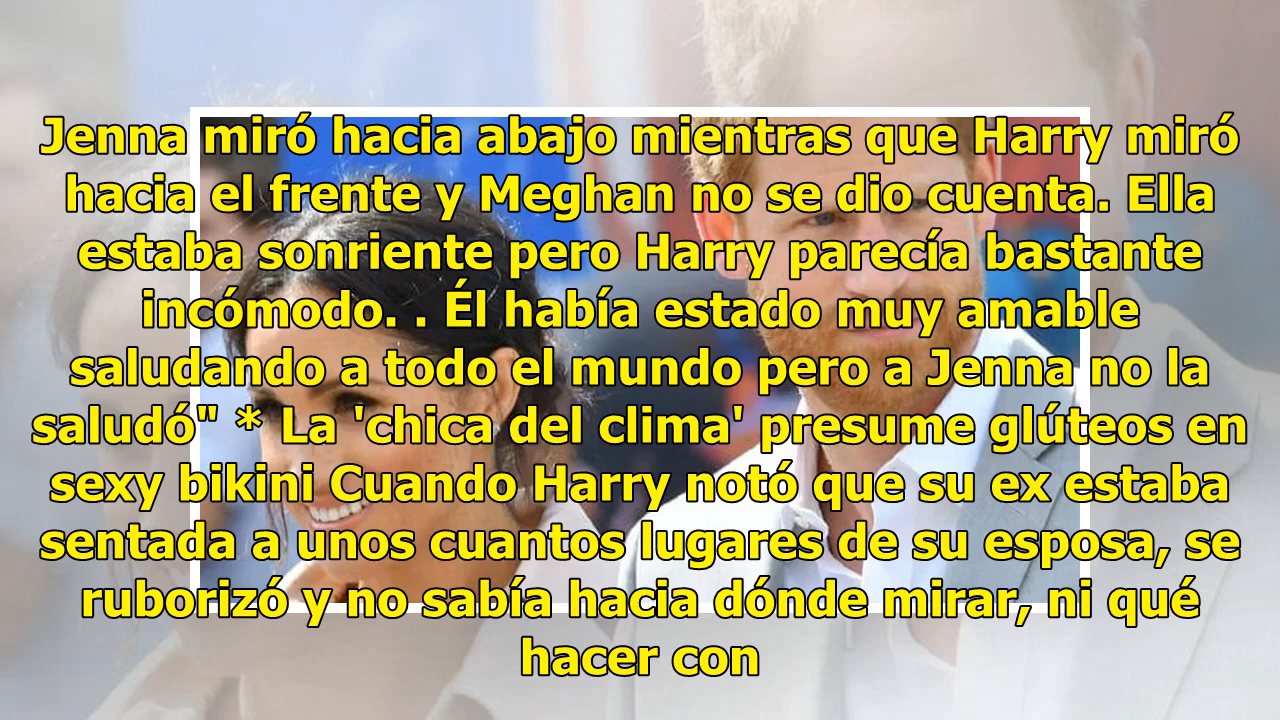 Jenna miró hacia abajo mientras que Harry miró
hacia el frente y Meghan no se dio cuenta. Ella
estaba sonriente pero Harry parecía bastante
incómodo. . Él había estado muy amable
saludando a todo el mundo pero a Jenna no la
saludó" * La 'chica del clima' presume glúteos en
sexy bikini Cuando Harry notó que su ex estaba
sentada a unos cuantos lugares de su esposa, se
ruborizó y no sabía hacia dónde mirar, ni qué
hacer con